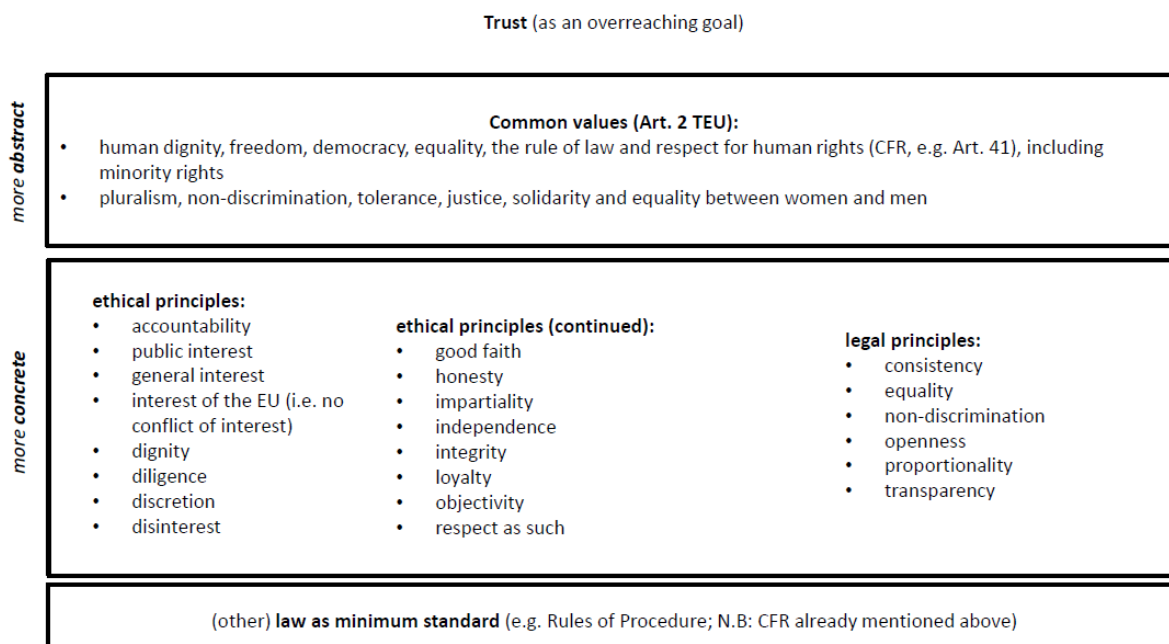 Trust (as an overreaching goal)
more abstract
Common values (Art. 2 TEU):
• human dignity, freedom, democracy, equality, the rule of law and respect for human rights (CFR, e.g. Art. 41), including
minority rights
• pluralism, non-discrimination, tolerance, justice, solidarity and equality between women and men
more concrete
ethical principles:
• accountability
• public interest
• general interest
• interest of the EU (i.e. no
conflict of interest)
• dignity
• diligence
• discretion
• disinterest
ethical principles (continued):
• good faith
• honesty
• impartiality
• independence
• integrity
• loyalty
• objectivity
• respect as such
legal principles:
• consistency
• equality
• non-discrimination
• openness
• proportionality
• transparency
(other) law as minimum standard (e.g. Rules of Procedure; N.B: CFR already mentioned above)